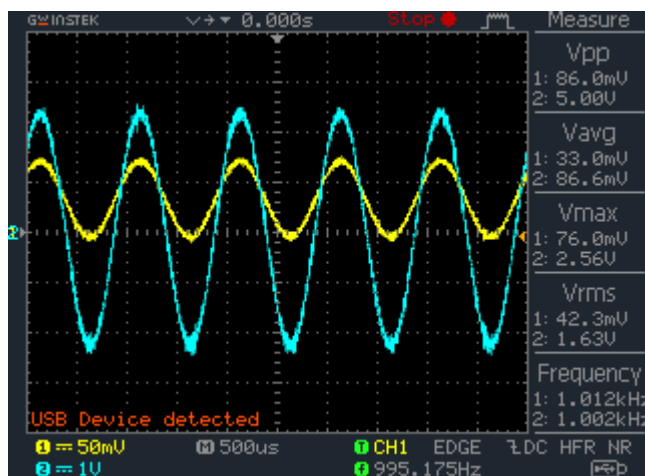 GWINSTEK 0.000s Stop Measure
Vpp
1: 86.0mV
2: 5.00V
Vavg
1: 33.0mV
2: 86.6mV
Vmax
1: 76.0mV
2: 2.56V
Vrms
1: 42.3mV
2: 1.63V
Frequency
1: 1.012kHz
2: 1.002kHz
2
USB Device detected
1 50mV M 500us T CH1 EDGE DC HFR NR
2 1V f 995.175Hz